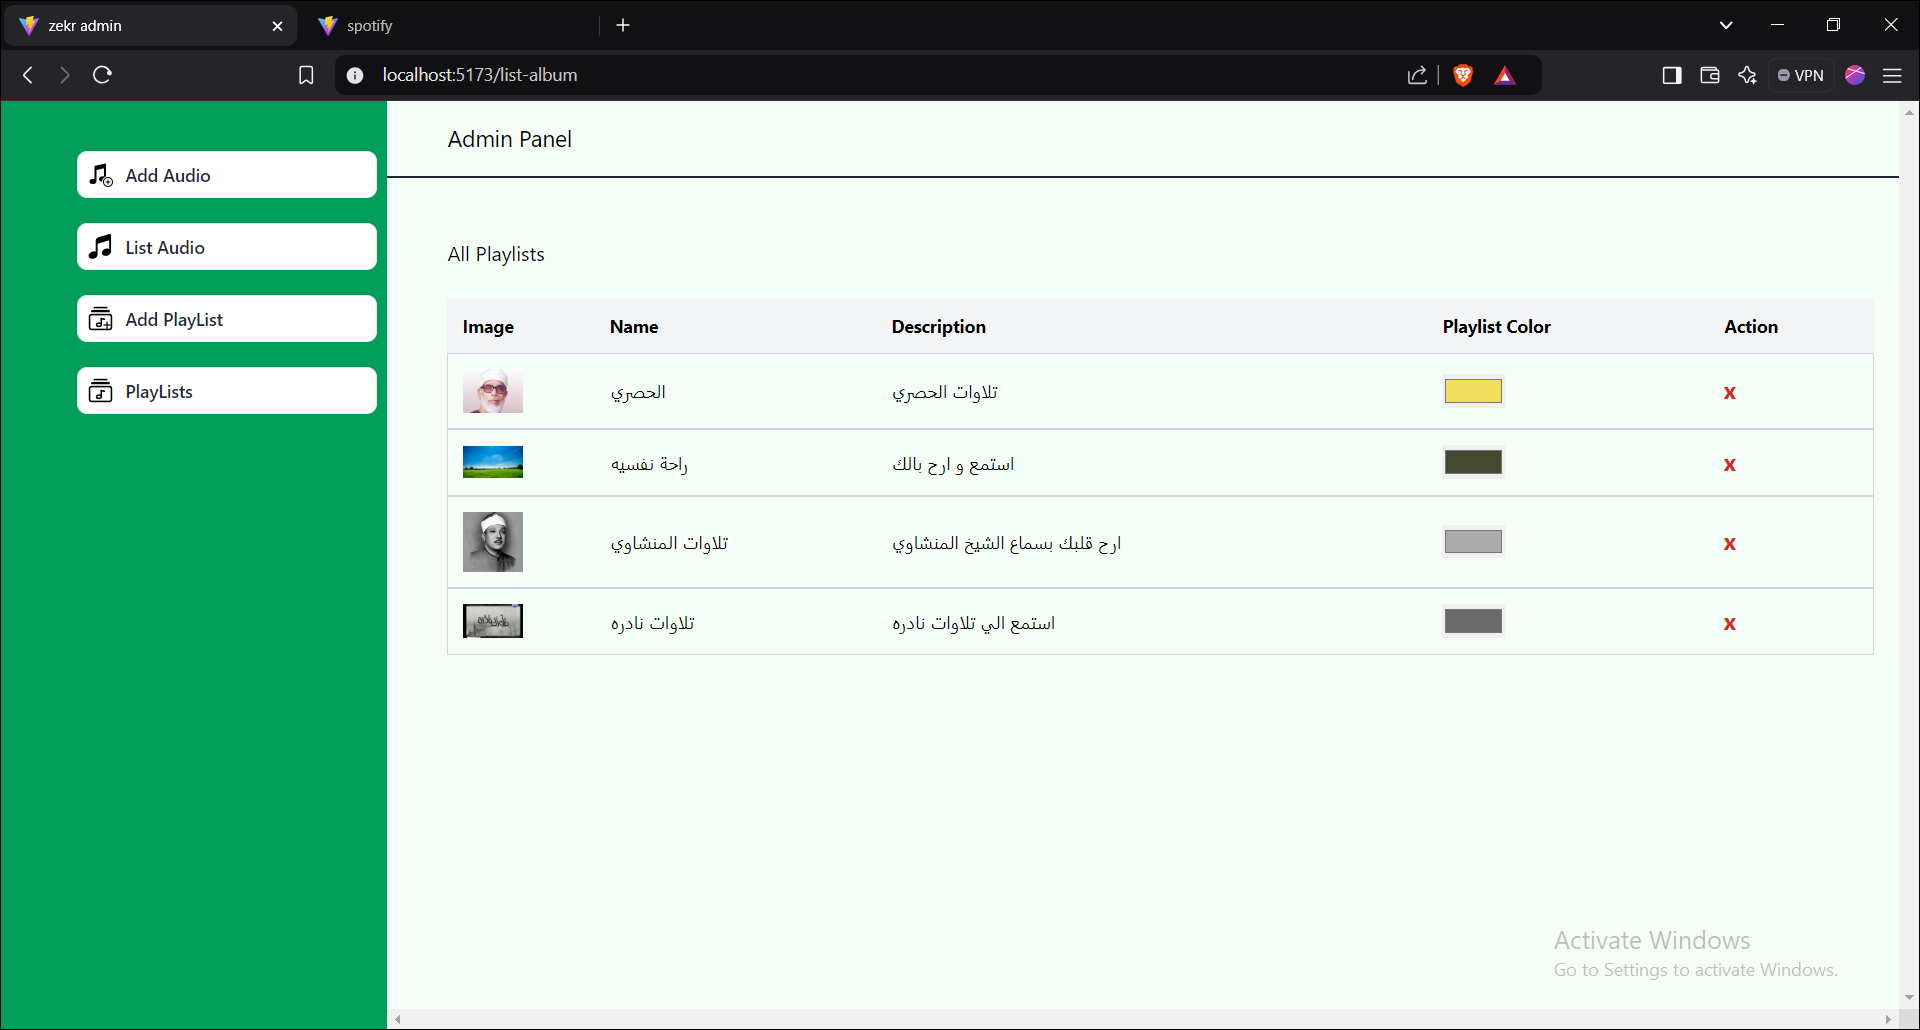 zekr admin
spotify
localhost:5173/list-album
VPN
Add Audio
List Audio
Add PlayList
PlayLists
Admin Panel
All Playlists
Image Name Description Playlist Color Action
الحصري تلاوات الحصري x
راحة نفسيه استمع و ارح بالك x
تلاوات المنشاوي ارح قلبك بسماع الشيخ المنشاوي x
تلاوات نادره استمع الي تلاوات نادره x
Activate Windows
Go to Settings to activate Windows.